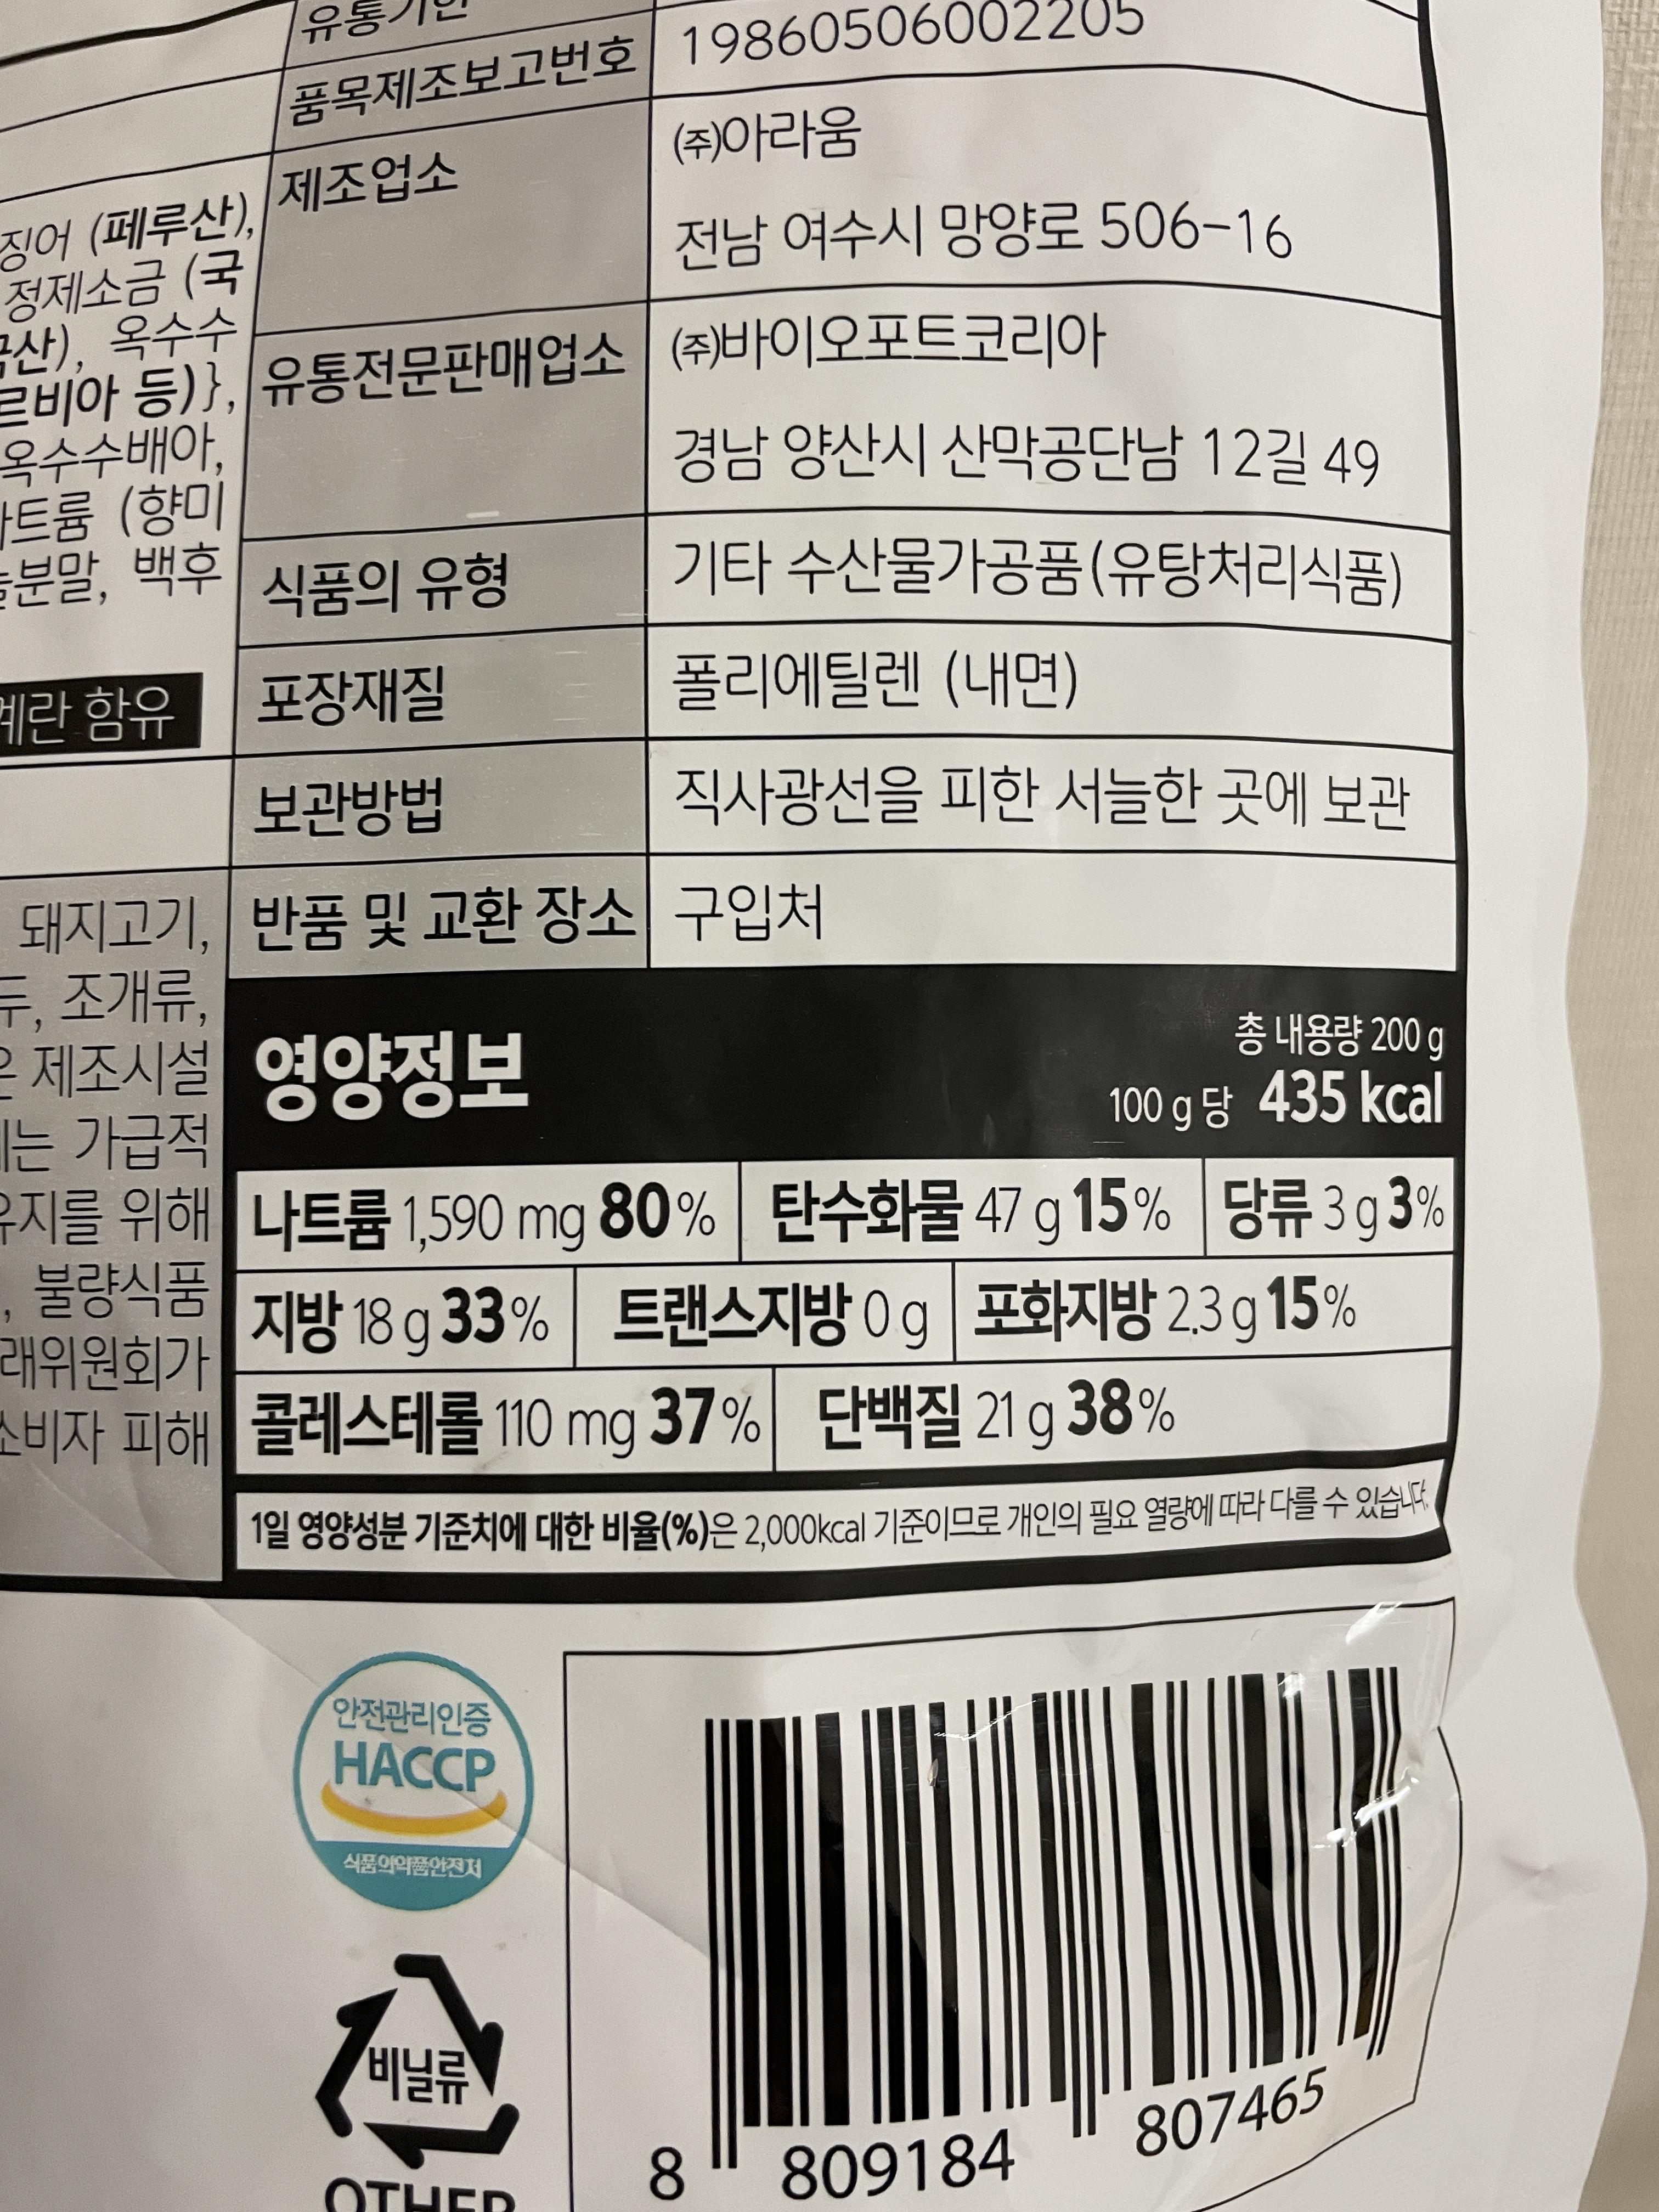 유통기한
품목제조보고번호 19860506002205
제조업소 ㈜아라움
전남 여수시 망양로 506-16
유통전문판매업소 ㈜바이오포트코리아
경남 양산시 산막공단남 12길 49
식품의 유형 기타 수산물가공품(유탕처리식품)
포장재질 폴리에틸렌 (내면)
보관방법 직사광선을 피한 서늘한 곳에 보관
반품 및 교환 장소 구입처
징어 (페루산),
정제소금 (국
산), 옥수수
르비아 등)},
옥수수배아,
트륨 (향미
분말, 백후
계란 함유
돼지고기,
두, 조개류,
은 제조시설
에는 가급적
유지를 위해
, 불량식품
래위원회가
소비자 피해
영양정보
총 내용량 200 g
100 g 당 435 kcal
나트륨 1,590 mg 80% 탄수화물 47 g 15% 당류 3 g 3%
지방 18 g 33% 트랜스지방 0 g 포화지방 2.3 g 15%
콜레스테롤 110 mg 37% 단백질 21 g 38%
1일 영양성분 기준치에 대한 비율(%)은 2,000kcal 기준이므로 개인의 필요 열량에 따라 다를 수 있습니다.
안전관리인증
HACCP
식품의약품안전처
비닐류
OTHER
8 809184 807465